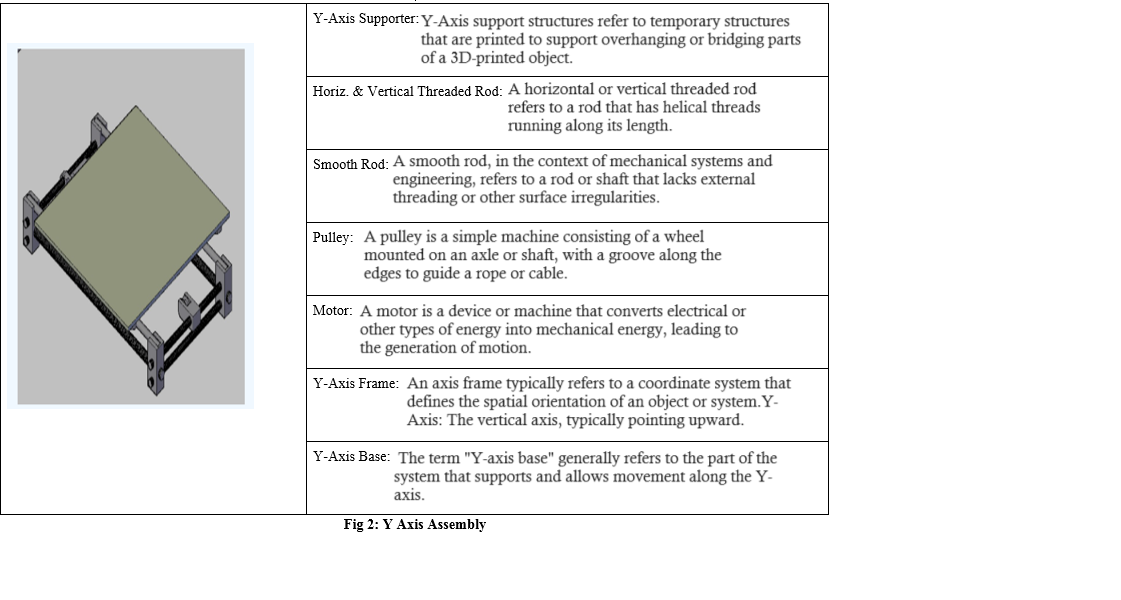 Y-Axis Supporter: Y-Axis support structures refer to temporary structures
that are printed to support overhanging or bridging parts
of a 3D-printed object.
Horiz. & Vertical Threaded Rod: A horizontal or vertical threaded rod
refers to a rod that has helical threads
running along its length.
Smooth Rod: A smooth rod, in the context of mechanical systems and
engineering, refers to a rod or shaft that lacks external
threading or other surface irregularities.
Pulley: A pulley is a simple machine consisting of a wheel
mounted on an axle or shaft, with a groove along the
edges to guide a rope or cable.
Motor: A motor is a device or machine that converts electrical or
other types of energy into mechanical energy, leading to
the generation of motion.
Y-Axis Frame: An axis frame typically refers to a coordinate system that
defines the spatial orientation of an object or system.Y-
Axis: The vertical axis, typically pointing upward.
Y-Axis Base: The term "Y-axis base" generally refers to the part of the
system that supports and allows movement along the Y-
axis.
Fig 2: Y Axis Assembly